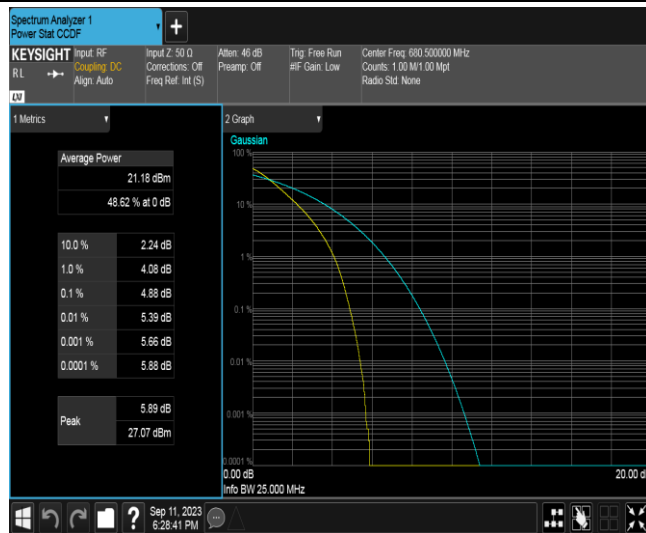 Spectrum Analyzer 1
Power Stat CCDF
+
KEYSIGHT
RL
LXI
Input: RF
Coupling: DC
Align: Auto
Input Z: 50 Ω
Corrections: Off
Freq Ref: Int (S)
Atten: 46 dB
Preamp: Off
Trig: Free Run
#IF Gain: Low
Center Freq: 680.500000 MHz
Counts: 1.00 M/1.00 Mpt
Radio Std: None
1 Metrics
Average Power
21.18 dBm
48.62 % at 0 dB
10.0 % 2.24 dB
1.0 % 4.08 dB
0.1 % 4.88 dB
0.01 % 5.39 dB
0.001 % 5.66 dB
0.0001 % 5.88 dB
Peak
5.89 dB
27.07 dBm
2 Graph
Gaussian
100 %
10 %
1 %
0.1 %
0.01 %
0.001 %
0.0001 %
0.00 dB
20.00 d
Info BW 25.000 MHz
?
Sep 11, 2023
6:28:41 PM